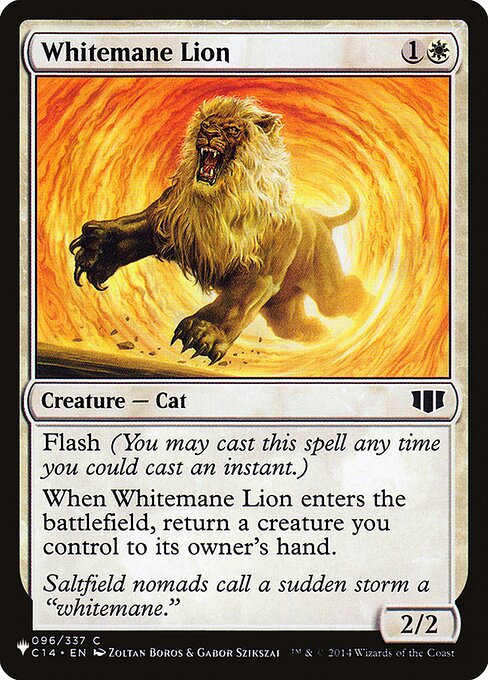 Whitemane Lion 1
Creature — Cat
Flash (You may cast this spell any time
you could cast an instant.)
When Whitemane Lion enters the
battlefield, return a creature you
control to its owner's hand.
Saltfield nomads call a sudden storm a
“whitemane.”
2/2
096/337 C
C14 • EN Zoltan Boros & Gabor Szikszai ™ & © 2014 Wizards of the Coast